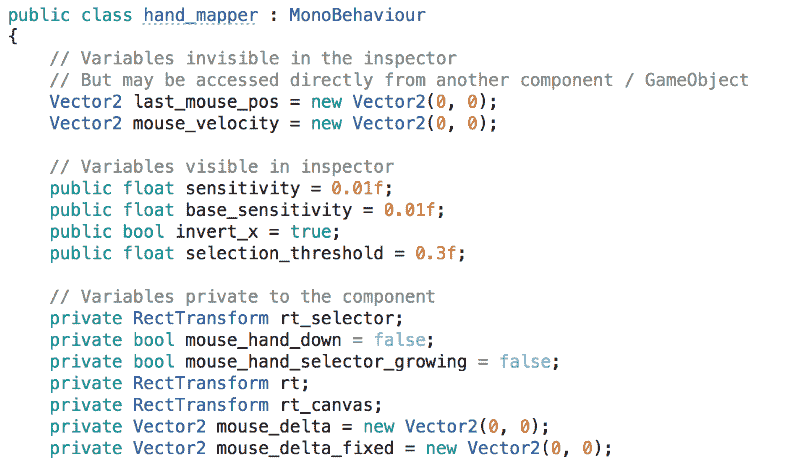 public class hand_mapper : MonoBehaviour
{
    // Variables invisible in the inspector
    // But may be accessed directly from another component / GameObject
    Vector2 last_mouse_pos = new Vector2(0, 0);
    Vector2 mouse_velocity = new Vector2(0, 0);

    // Variables visible in inspector
    public float sensitivity = 0.01f;
    public float base_sensitivity = 0.01f;
    public bool invert_x = true;
    public float selection_threshold = 0.3f;

    // Variables private to the component
    private RectTransform rt_selector;
    private bool mouse_hand_down = false;
    private bool mouse_hand_selector_growing = false;
    private RectTransform rt;
    private RectTransform rt_canvas;
    private Vector2 mouse_delta = new Vector2(0, 0);
    private Vector2 mouse_delta_fixed = new Vector2(0, 0);